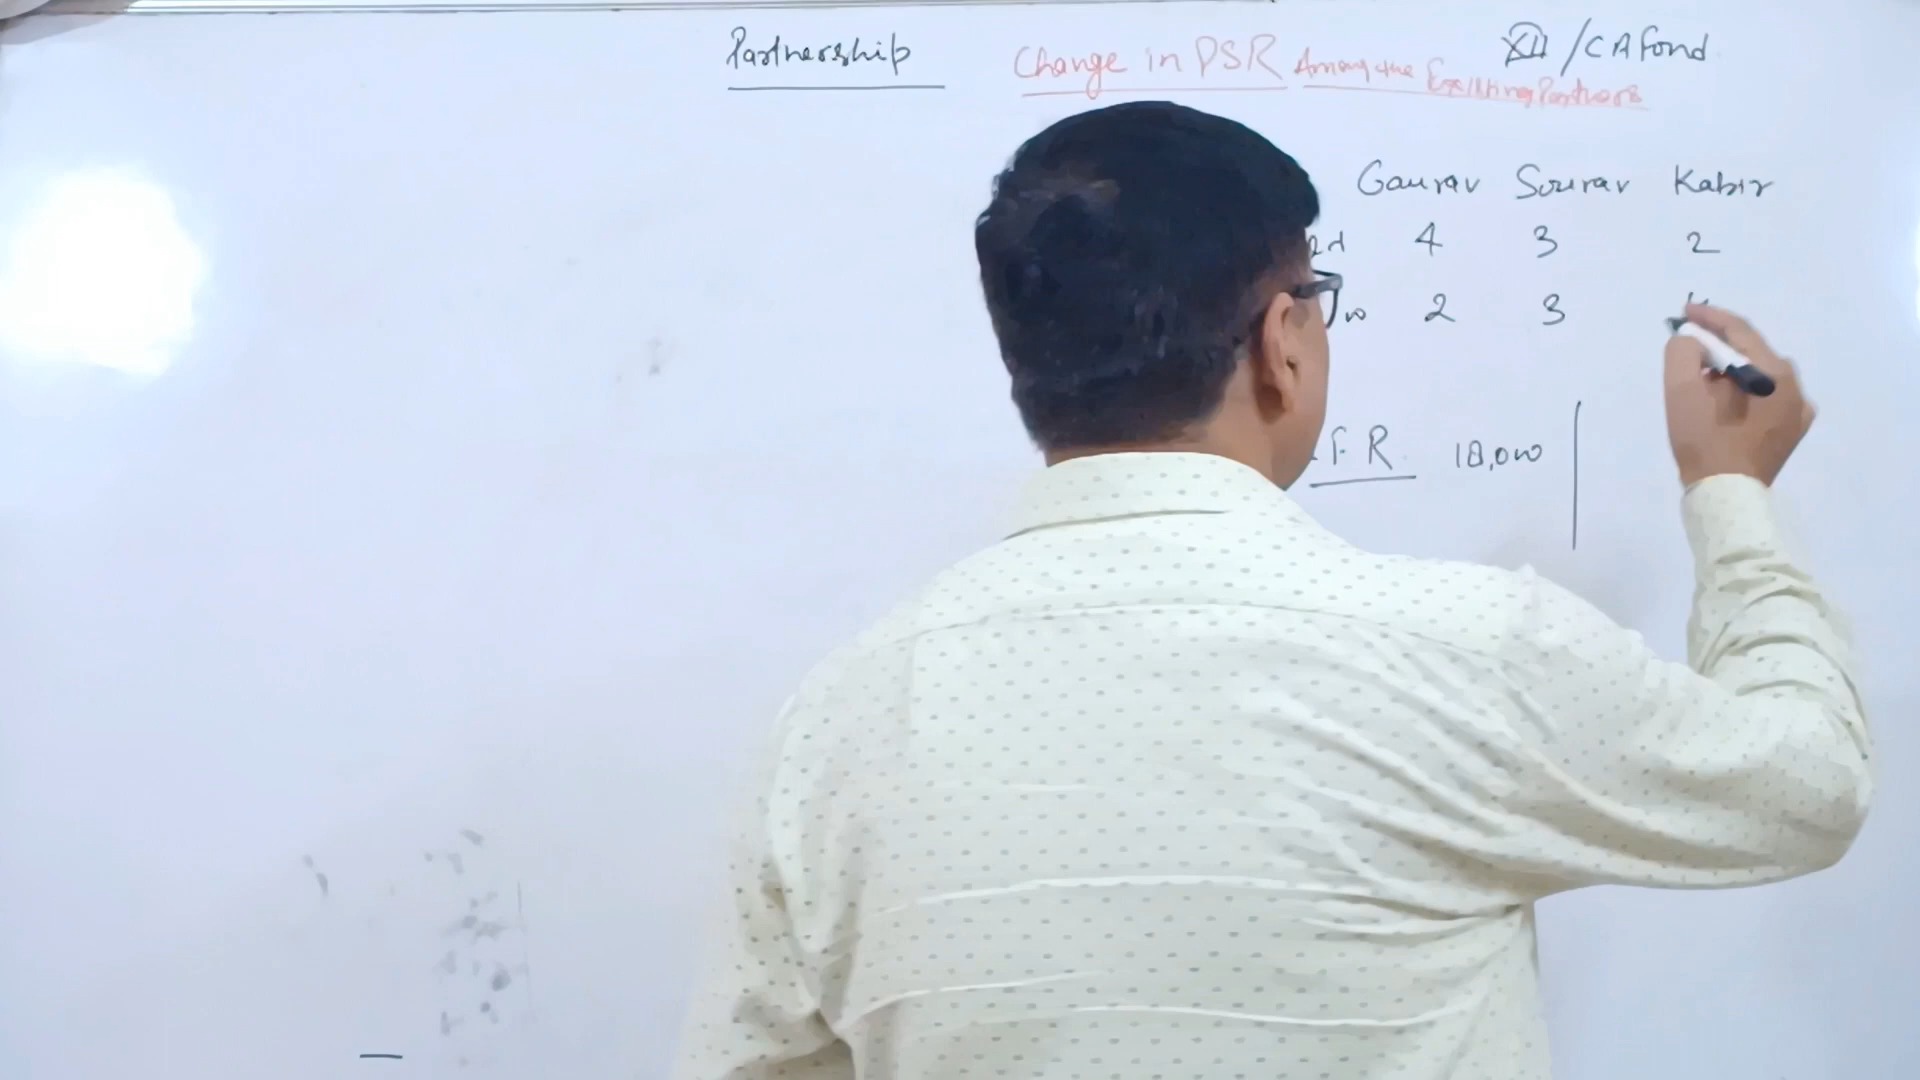 Partnership Change in PSR Among the Existing Partners XII / CA Fond
Gaurav Sourav Kabir
4 3 2
2 3
F.R. 18,000